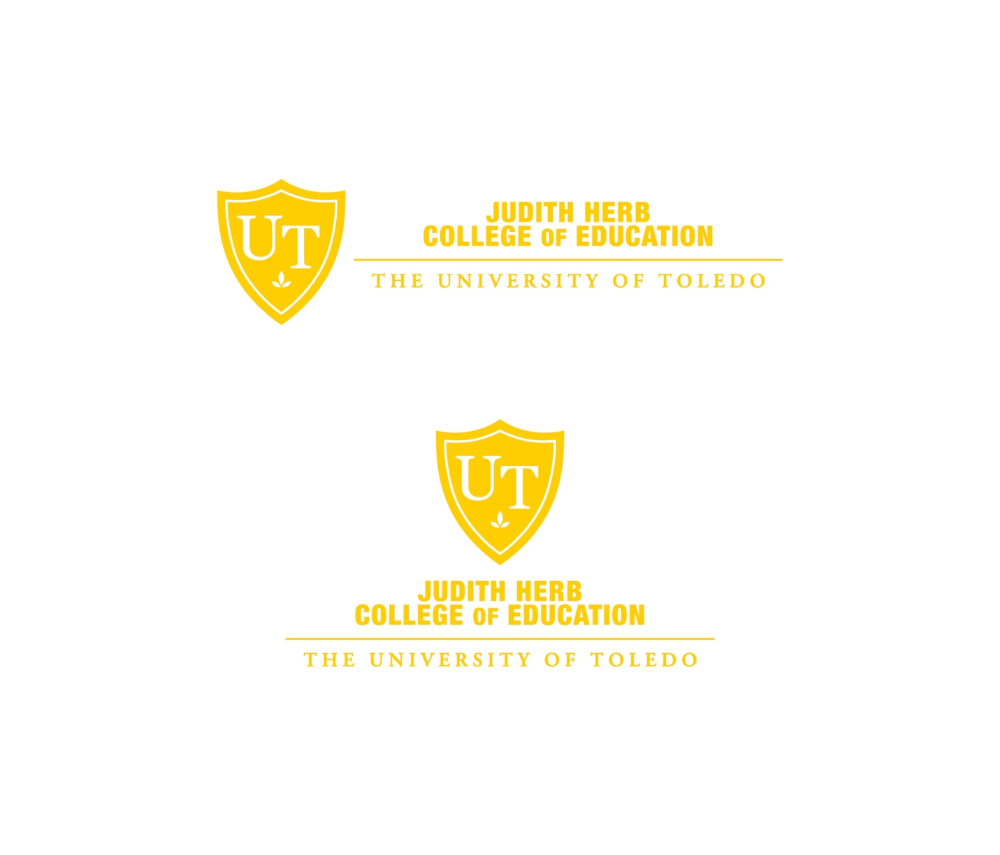 UT
JUDITH HERB
COLLEGE OF EDUCATION
THE UNIVERSITY OF TOLEDO
UT
JUDITH HERB
COLLEGE OF EDUCATION
THE UNIVERSITY OF TOLEDO